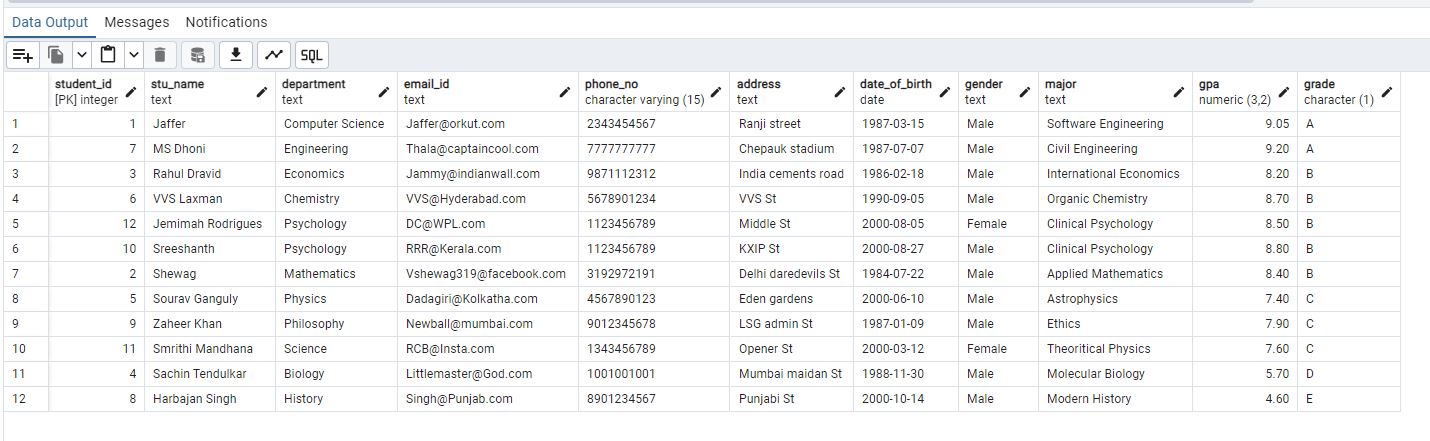 Data Output Messages Notifications
SQL
student_id stu_name department email_id phone_no address date_of_birth gender major gpa grade
[PK] integer text text text character varying (15) text date text text numeric (3,2) character (1)
1 1 Jaffer Computer Science Jaffer@orkut.com 2343454567 Ranji street 1987-03-15 Male Software Engineering 9.05 A
2 7 MS Dhoni Engineering Thala@captaincool.com 7777777777 Chepauk stadium 1987-07-07 Male Civil Engineering 9.20 A
3 3 Rahul Dravid Economics Jammy@indianwall.com 9871112312 India cements road 1986-02-18 Male International Economics 8.20 B
4 6 VVS Laxman Chemistry VVS@Hyderabad.com 5678901234 VVS St 1990-09-05 Male Organic Chemistry 8.70 B
5 12 Jemimah Rodrigues Psychology DC@WPL.com 1123456789 Middle St 2000-08-05 Female Clinical Psychology 8.50 B
6 10 Sreeshanth Psychology RRR@Kerala.com 1123456789 KXIP St 2000-08-27 Male Clinical Psychology 8.80 B
7 2 Shewag Mathematics Vshewag319@facebook.com 3192972191 Delhi daredevils St 1984-07-22 Male Applied Mathematics 8.40 B
8 5 Sourav Ganguly Physics Dadagiri@Kolkatha.com 4567890123 Eden gardens 2000-06-10 Male Astrophysics 7.40 C
9 9 Zaheer Khan Philosophy Newball@mumbai.com 9012345678 LSG admin St 1987-01-09 Male Ethics 7.90 C
10 11 Smrithi Mandhana Science RCB@Insta.com 1343456789 Opener St 2000-03-12 Female Theoritical Physics 7.60 C
11 4 Sachin Tendulkar Biology Littlemaster@God.com 1001001001 Mumbai maidan St 1988-11-30 Male Molecular Biology 5.70 D
12 8 Harbajan Singh History Singh@Punjab.com 8901234567 Punjabi St 2000-10-14 Male Modern History 4.60 E